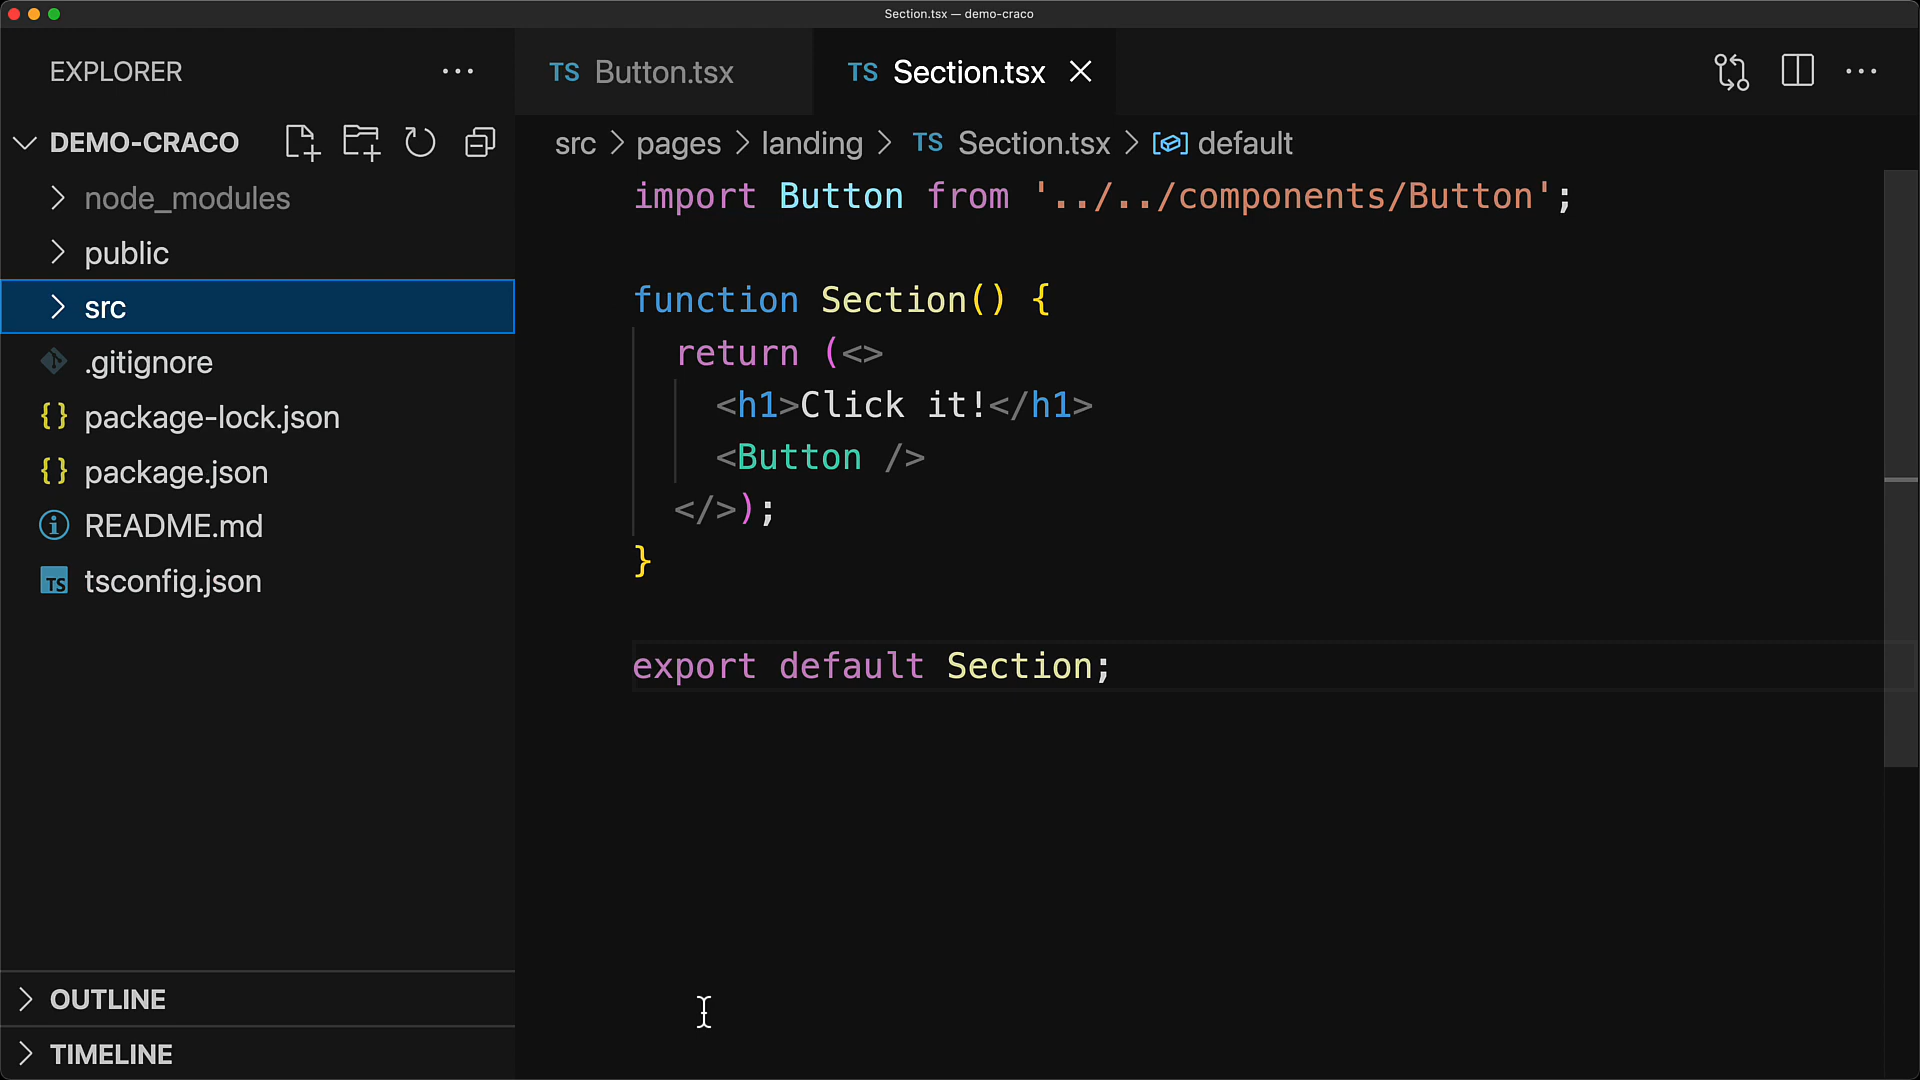 Section.tsx — demo-craco
EXPLORER
TS Button.tsx
TS Section.tsx
DEMO-CRACO
src > pages > landing > TS Section.tsx > default
node_modules
public
src
.gitignore
package-lock.json
package.json
README.md
TS tsconfig.json
import Button from '../../components/Button';
function Section() {
return (<>
<h1>Click it!</h1>
<Button />
</>);
}
export default Section;
OUTLINE
TIMELINE